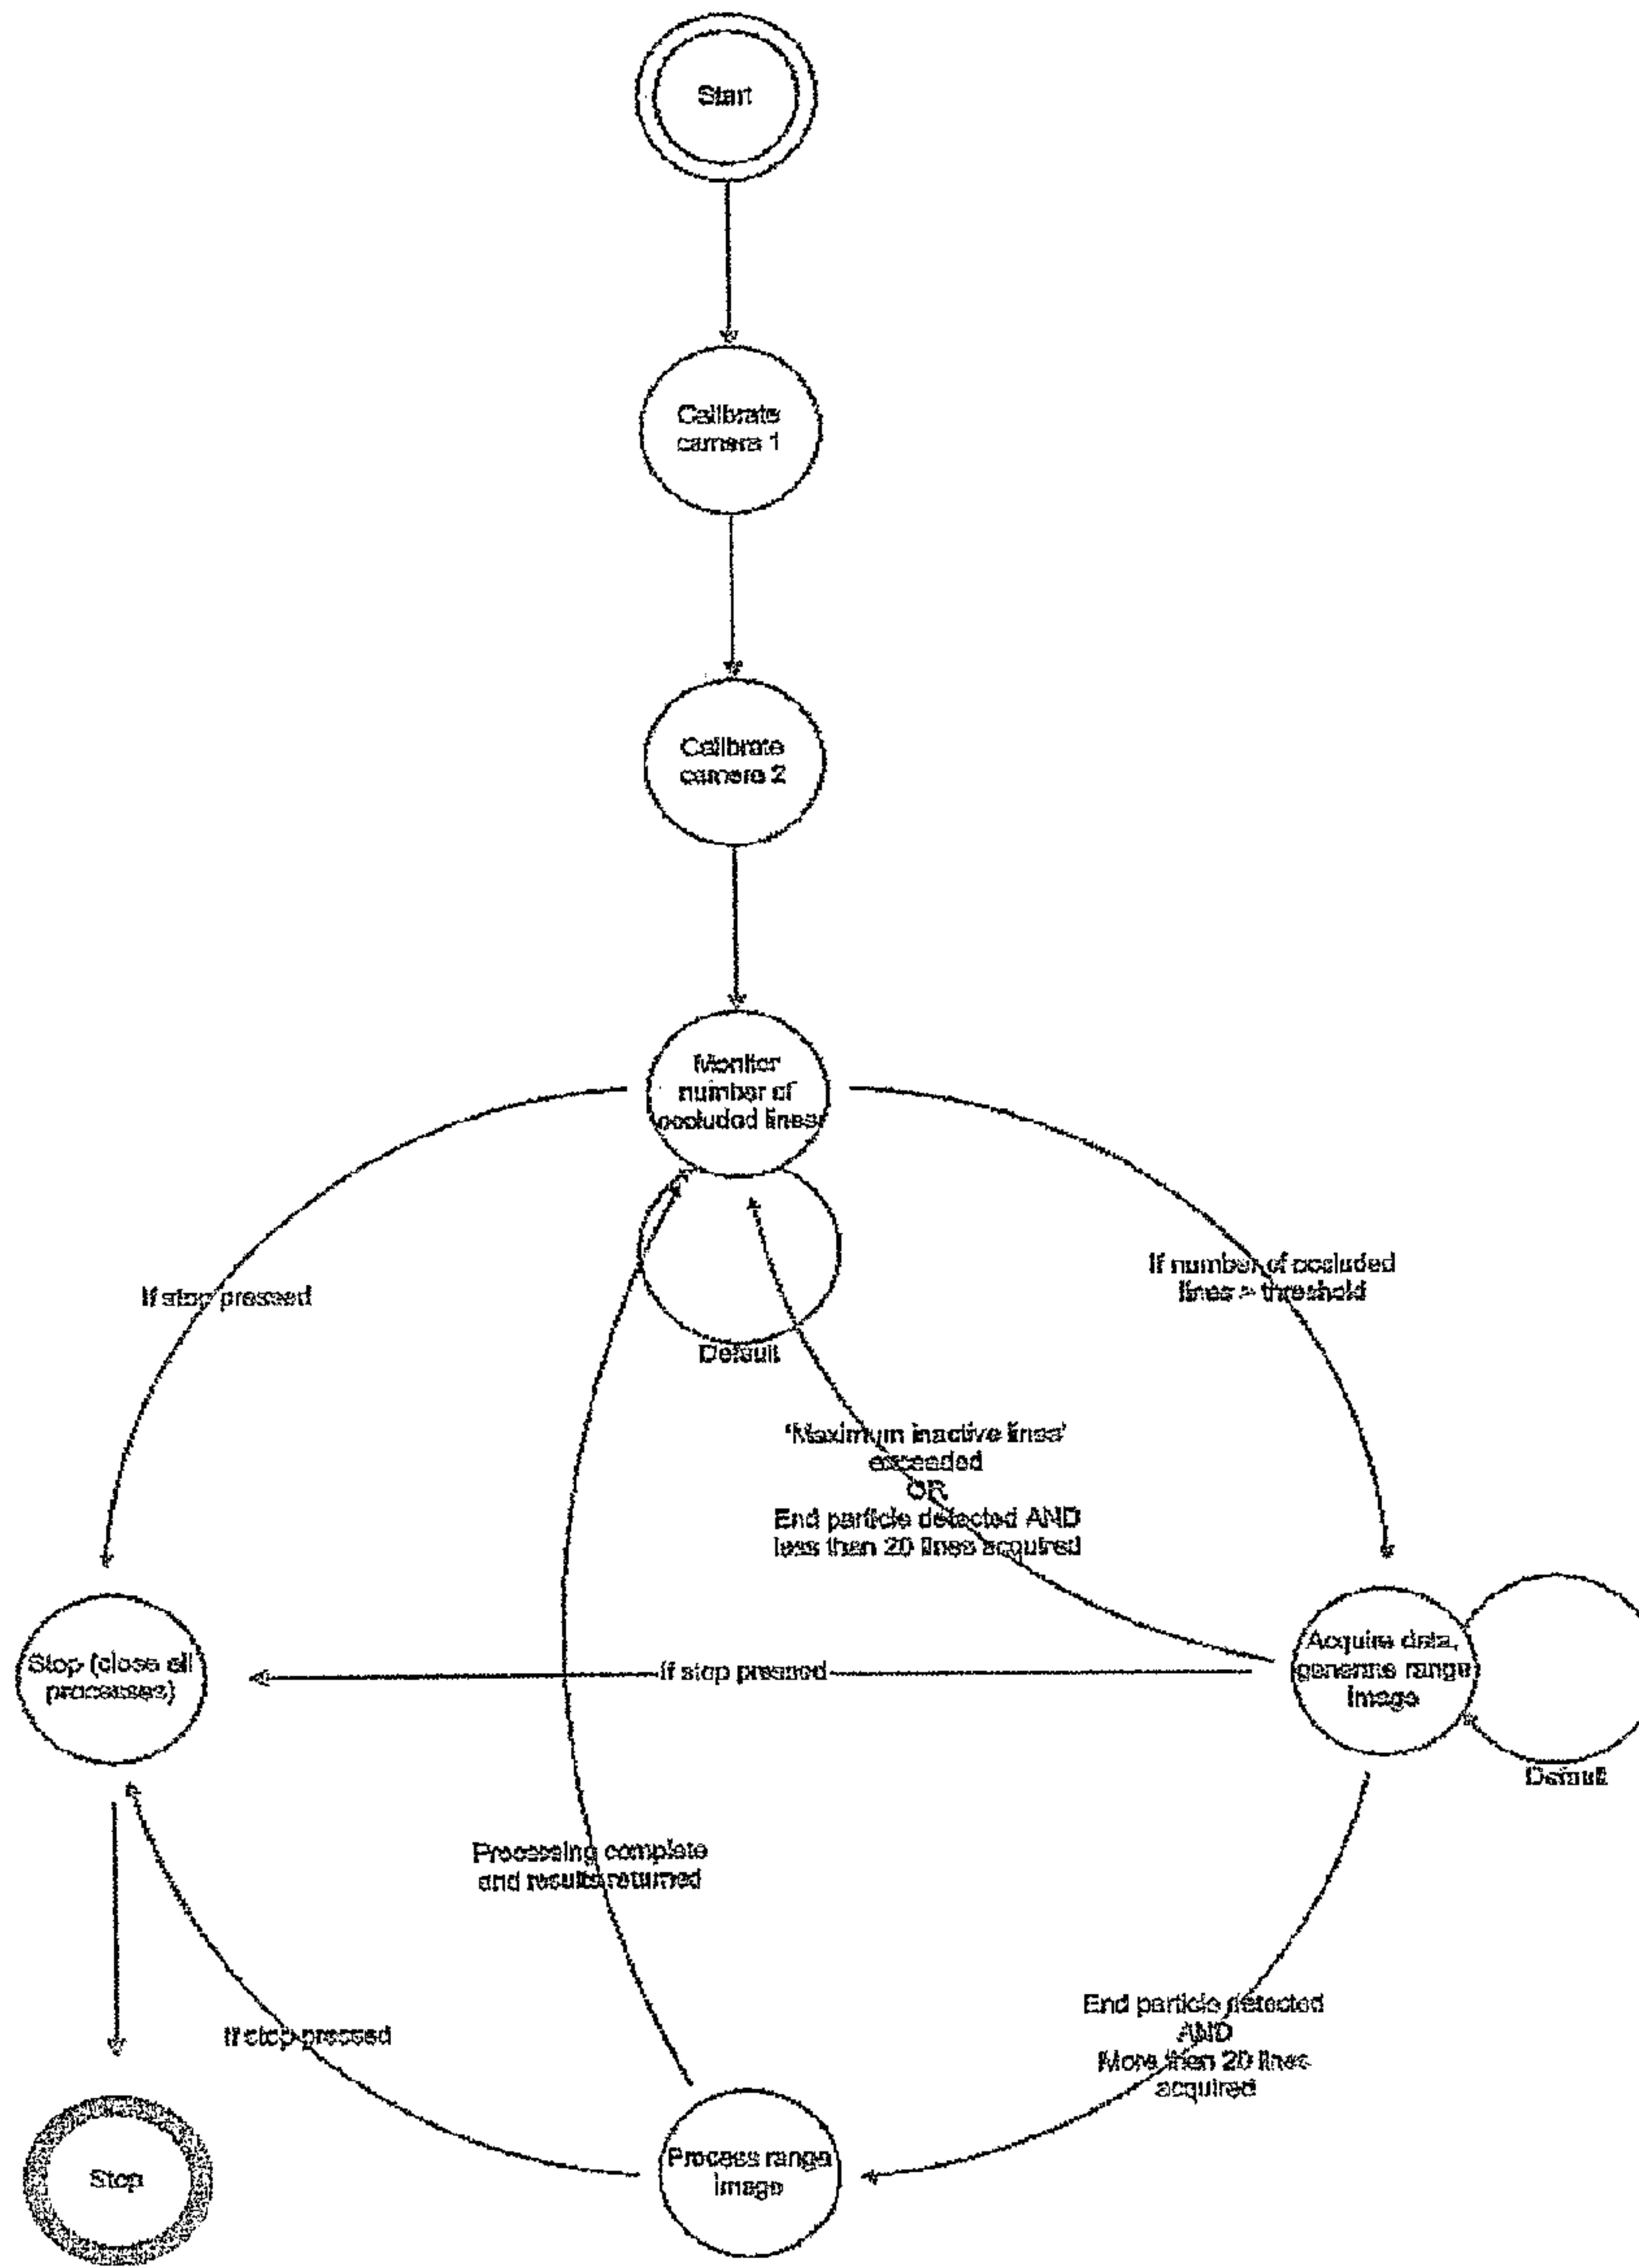 Start
Calibrate
camera 1
Calibrate
camera 2
Monitor
number of
occluded lines
If stop pressed
If number of occluded
lines > threshold
Default
'Maximum inactive lines'
exceeded
OR
End particle detected AND
less then 20 lines acquired
Stop (close all
processes)
If stop pressed
Acquire data,
generate range
image
Default
Processing complete
and results returned
If stop pressed
End particle detected
AND
More then 20 lines
acquired
Stop
Process range
image